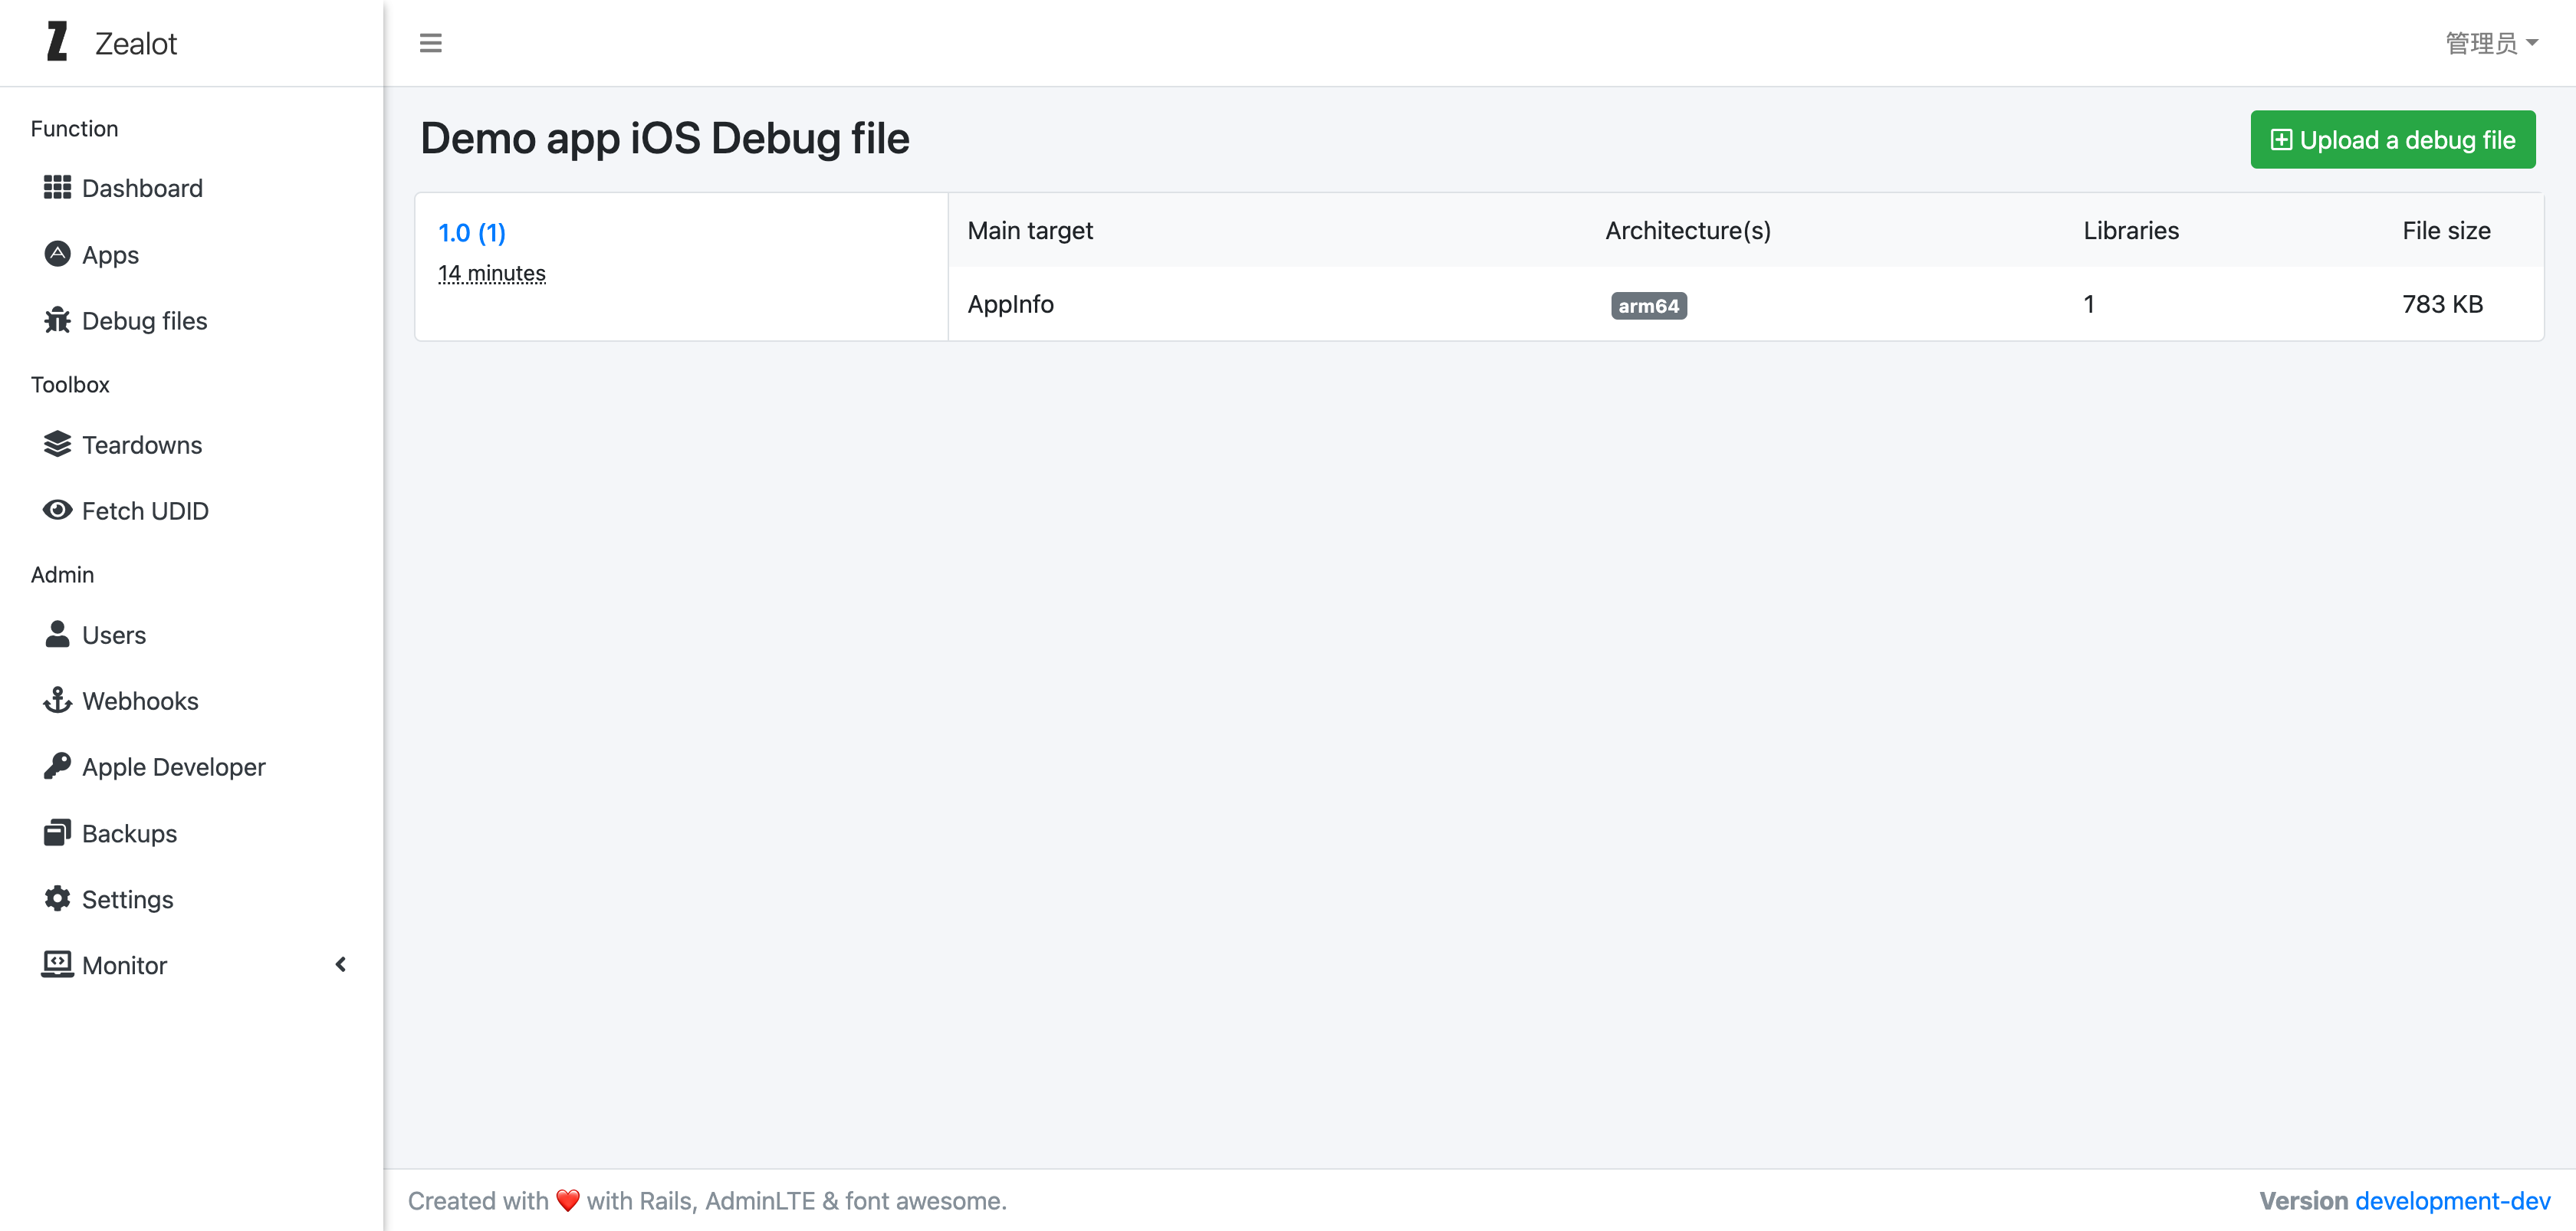 Zealot
管理员
Function
Dashboard
Apps
Debug files
Toolbox
Teardowns
Fetch UDID
Admin
Users
Webhooks
Apple Developer
Backups
Settings
Monitor
Demo app iOS Debug file
Upload a debug file
1.0 (1)
14 minutes
Main target Architecture(s) Libraries File size
AppInfo arm64 1 783 KB
Created with ❤️ with Rails, AdminLTE & font awesome.
Version development-dev